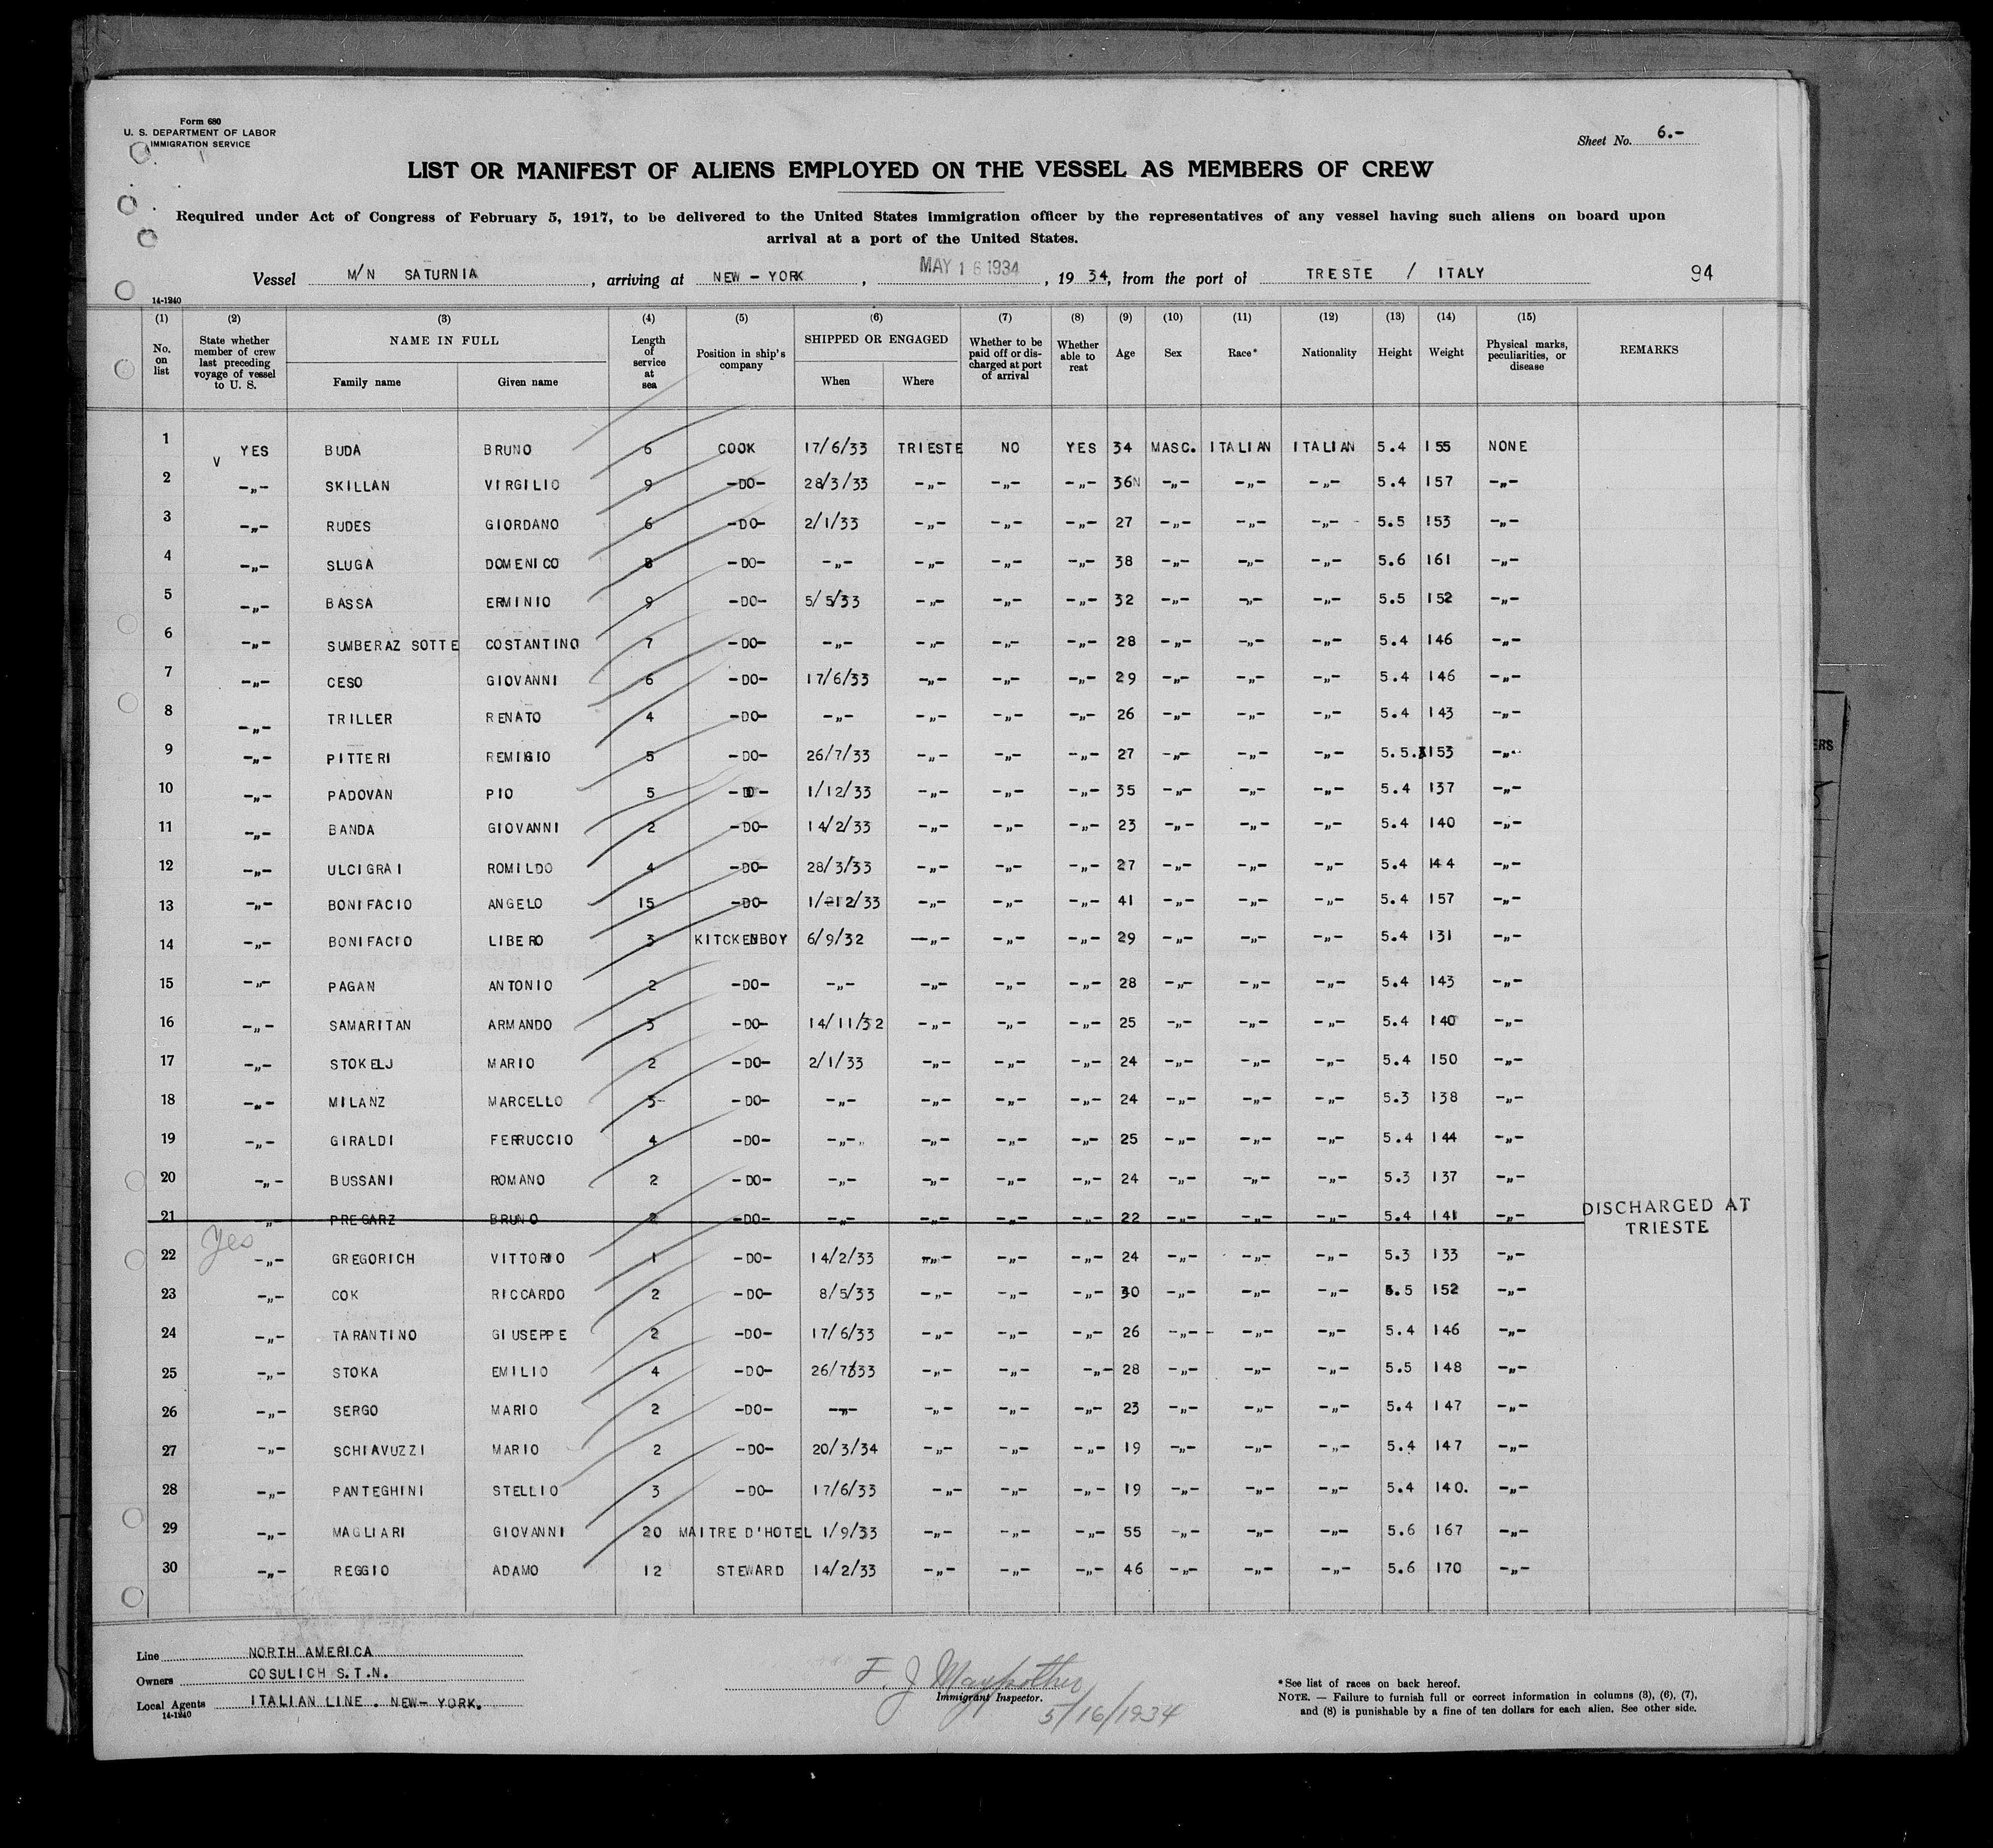 Form 680
U. S. DEPARTMENT OF LABOR
IMMIGRATION SERVICE
Sheet No. 6.-
LIST OR MANIFEST OF ALIENS EMPLOYED ON THE VESSEL AS MEMBERS OF CREW
Required under Act of Congress of February 5, 1917, to be delivered to the United States immigration officer by the representatives of any vessel having such aliens on board upon
arrival at a port of the United States.
Vessel M/N SATURNIA, arriving at NEW-YORK, MAY 16 1934, 1934, from the port of TRESTE / ITALY 94
14-1240
(1) (2) (3) (4) (5) (6) (7) (8) (9) (10) (11) (12) (13) (14) (15)
No. on list State whether member of crew last preceding voyage of vessel to U. S. NAME IN FULL Family name Given name Length of service at sea Position in ship's company SHIPPED OR ENGAGED When Where Whether to be paid off or discharged at port of arrival Whether able to read Age Sex Race* Nationality Height Weight Physical marks, peculiarities, or disease REMARKS
1 V YES BUDA BRUNO 6 COOK 17/6/33 TRIESTE NO YES 34 MASC. ITALIAN ITALIAN 5.4 155 NONE
2 -„- SKILLAN VIRGILIO 9 -DO- 28/3/33 -„- -„- -„- 36N -„- -„- -„- 5.4 157 -„-
3 -„- RUDES GIORDANO 6 -DO- 2/1/33 -„- -„- -„- 27 -„- -„- -„- 5.5 153 -„-
4 -„- SLUGA DOMENICO 8 -DO- -„- -„- -„- -„- 38 -„- -„- -„- 5.6 161 -„-
5 -„- BASSA ERMINIO 9 -DO- 5/5/33 -„- -„- -„- 32 -„- -„- -„- 5.5 152 -„-
6 -„- SUMBERAZ SOTTE COSTANTINO 7 -DO- -„- -„- -„- -„- 28 -„- -„- -„- 5.4 146 -„-
7 -„- CESO GIOVANNI 6 -DO- 17/6/33 -„- -„- -„- 29 -„- -„- -„- 5.4 146 -„-
8 -„- TRILLER RENATO 4 -DO- -„- -„- -„- -„- 26 -„- -„- -„- 5.4 143 -„-
9 -„- PITTERI REMIGIO 5 -DO- 26/7/33 -„- -„- -„- 27 -„- -„- -„- 5.5. 153 -„-
10 -„- PADOVAN PIO 5 -D- 1/12/33 -„- -„- -„- 35 -„- -„- -„- 5.4 137 -„-
11 -„- BANDA GIOVANNI 2 -DO- 14/2/33 -„- -„- -„- 23 -„- -„- -„- 5.4 140 -„-
12 -„- ULCIGRAI ROMILDO 4 -DO- 28/3/33 -„- -„- -„- 27 -„- -„- -„- 5.4 144 -„-
13 -„- BONIFACIO ANGELO 15 -DO- 1/212/33 -„- -„- -„- 41 -„- -„- -„- 5.4 157 -„-
14 -„- BONIFACIO LIBERO 3 KITCKENBOY 6/9/32 -„- -„- -„- 29 -„- -„- -„- 5.4 131 -„-
15 -„- PAGAN ANTONIO 2 -DO- -„- -„- -„- -„- 28 -„- -„- -„- 5.4 143 -„-
16 -„- SAMARITAN ARMANDO 3 -DO- 14/11/32 -„- -„- -„- 25 -„- -„- -„- 5.4 140 -„-
17 -„- STOKELJ MARIO 2 -DO- 2/1/33 -„- -„- -„- 24 -„- -„- -„- 5.4 150 -„-
18 -„- MILANZ MARCELLO 3 -DO- -„- -„- -„- -„- 24 -„- -„- -„- 5.3 138 -„-
19 -„- GIRALDI FERRUCCIO 4 -DO- -„- -„- -„- -„- 25 -„- -„- -„- 5.4 144 -„-
20 -„- BUSSANI ROMANO 2 -DO- -„- -„- -„- -„- 24 -„- -„- -„- 5.3 137 -„-
21 „ PREGARZ BRUNO 2 -DO- -„- -„- -„- -„- 22 -„- -„- -„- 5.4 141 -„- DISCHARGED AT TRIESTE
22 Yes -„- GREGORICH VITTORIO 1 -DO- 14/2/33 -„- -„- -„- 24 -„- -„- -„- 5.3 133 -„-
23 -„- COK RICCARDO 2 -DO- 8/5/33 -„- -„- -„- 30 -„- -„- -„- 5.5 152 -„-
24 -„- TARANTINO GIUSEPPE 2 -DO- 17/6/33 -„- -„- -„- 26 -„- -„- -„- 5.4 146 -„-
25 -„- STOKA EMILIO 4 -DO- 26/7/33 -„- -„- -„- 28 -„- -„- -„- 5.5 148 -„-
26 -„- SERGO MARIO 2 -DO- -„- -„- -„- -„- 23 -„- -„- -„- 5.4 147 -„-
27 -„- SCHIAVUZZI MARIO 2 -DO- 20/3/34 -„- -„- -„- 19 -„- -„- -„- 5.4 147 -„-
28 -„- PANTEGHINI STELLIO 3 -DO- 17/6/33 -„- -„- -„- 19 -„- -„- -„- 5.4 140. -„-
29 -„- MAGLIARI GIOVANNI 20 MAITRE D'HOTEL 1/9/33 -„- -„- -„- 55 -„- -„- -„- 5.6 167 -„-
30 -„- REGGIO ADAMO 12 STEWARD 14/2/33 -„- -„- -„- 46 -„- -„- -„- 5.6 170 -„-
Line NORTH AMERICA
Owners COSULICH S.T.N.
Local Agents ITALIAN LINE. NEW-YORK.
14-1240
F. J.
Immigrant Inspector.
5/16/1934
*See list of races on back hereof.
NOTE. — Failure to furnish full or correct information in columns (3), (6), (7),
and (8) is punishable by a fine of ten dollars for each alien. See other side.